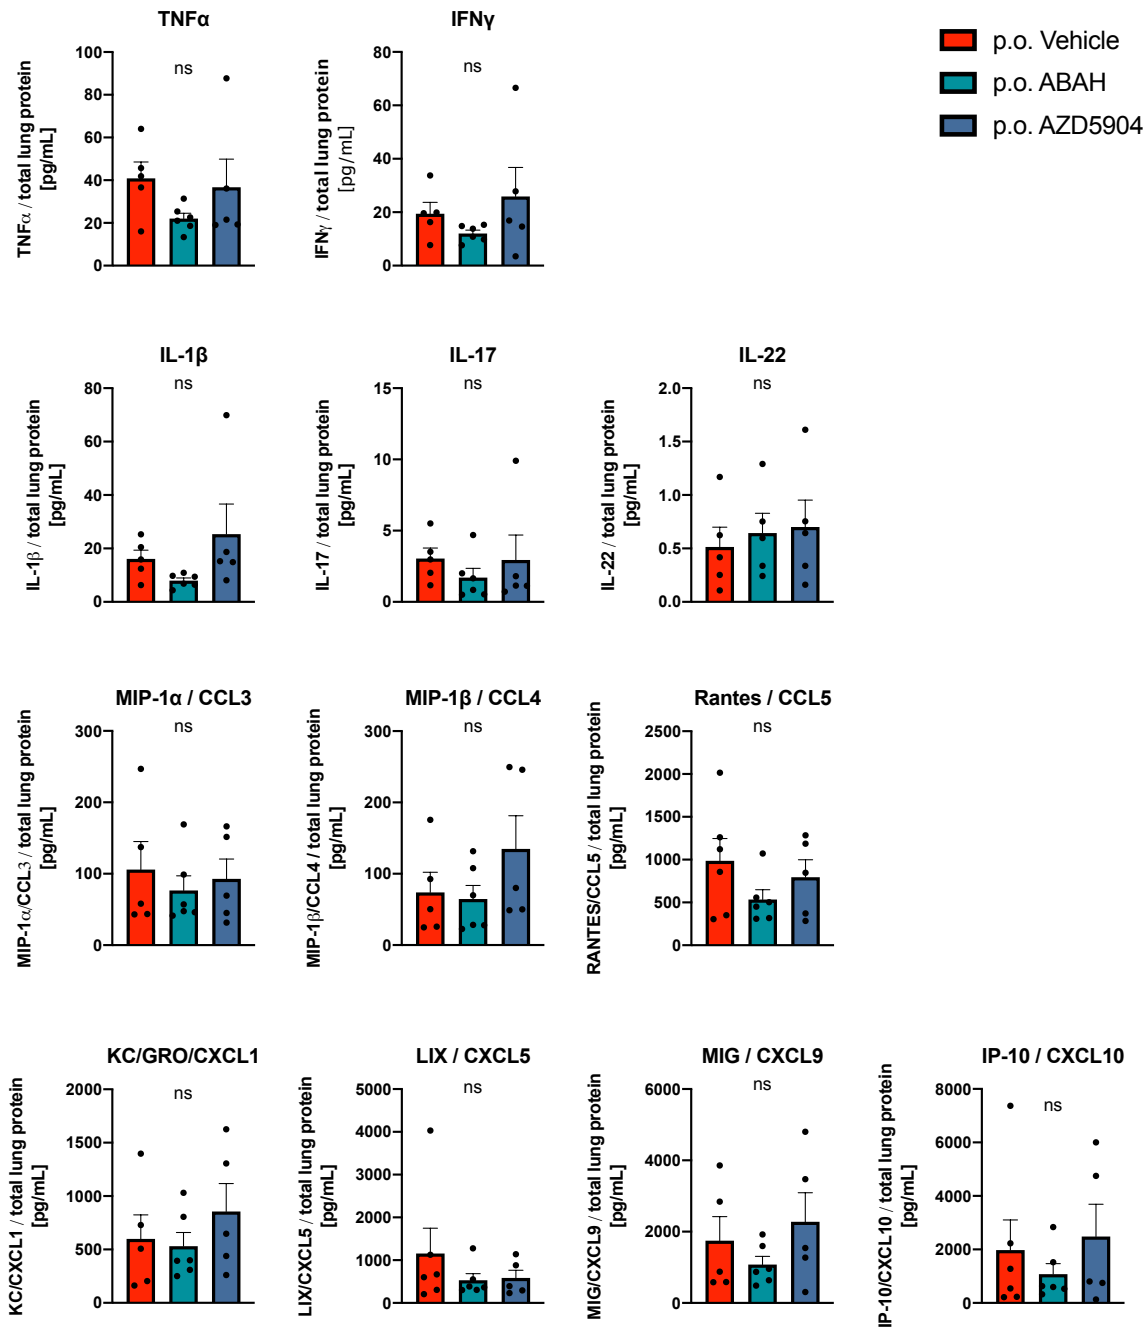 TNFα
IFNγ
p.o. Vehicle
p.o. ABAH
p.o. AZD5904
TNFα / total lung protein
[pg/mL]
100
80
60
40
20
0
ns
IFNγ / total lung protein
[pg/mL]
80
60
40
20
0
ns
IL-1β
IL-17
IL-22
IL-1β / total lung protein
[pg/mL]
80
60
40
20
0
ns
IL-17 / total lung protein
[pg/mL]
15
10
5
0
ns
IL-22 / total lung protein
[pg/mL]
2.0
1.5
1.0
0.5
0.0
ns
MIP-1α / CCL3
MIP-1β / CCL4
Rantes / CCL5
MIP-1α/CCL3 / total lung protein
[pg/mL]
300
200
100
0
ns
MIP-1β/CCL4 / total lung protein
[pg/mL]
300
200
100
0
ns
RANTES/CCL5 / total lung protein
[pg/mL]
2500
2000
1500
1000
500
0
ns
KC/GRO/CXCL1
LIX / CXCL5
MIG / CXCL9
IP-10 / CXCL10
KC/CXCL1 / total lung protein
[pg/mL]
2000
1500
1000
500
0
ns
LIX/CXCL5 / total lung protein
[pg/mL]
5000
4000
3000
2000
1000
0
ns
MIG/CXCL9 / total lung protein
[pg/mL]
6000
4000
2000
0
ns
IP-10/CXCL10 / total lung protein
[pg/mL]
8000
6000
4000
2000
0
ns